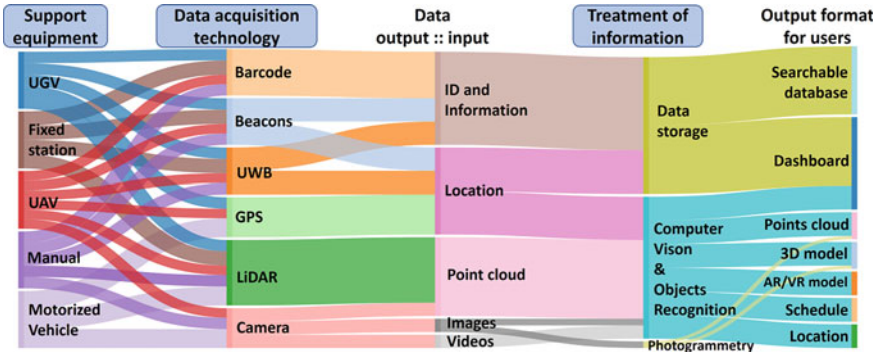 Support
equipment
Data acquisition
technology
Data
output :: input
Treatment of
information
Output format
for users
UGV
Fixed
station
UAV
Manual
Motorized
Vehicle
Barcode
Beacons
UWB
GPS
LiDAR
Camera
ID and
Information
Location
Point cloud
Images
Videos
Data
storage
Computer
Vison
&
Objects
Recognition
Photogrammetry
Searchable
database
Dashboard
Points cloud
3D model
AR/VR model
Schedule
Location